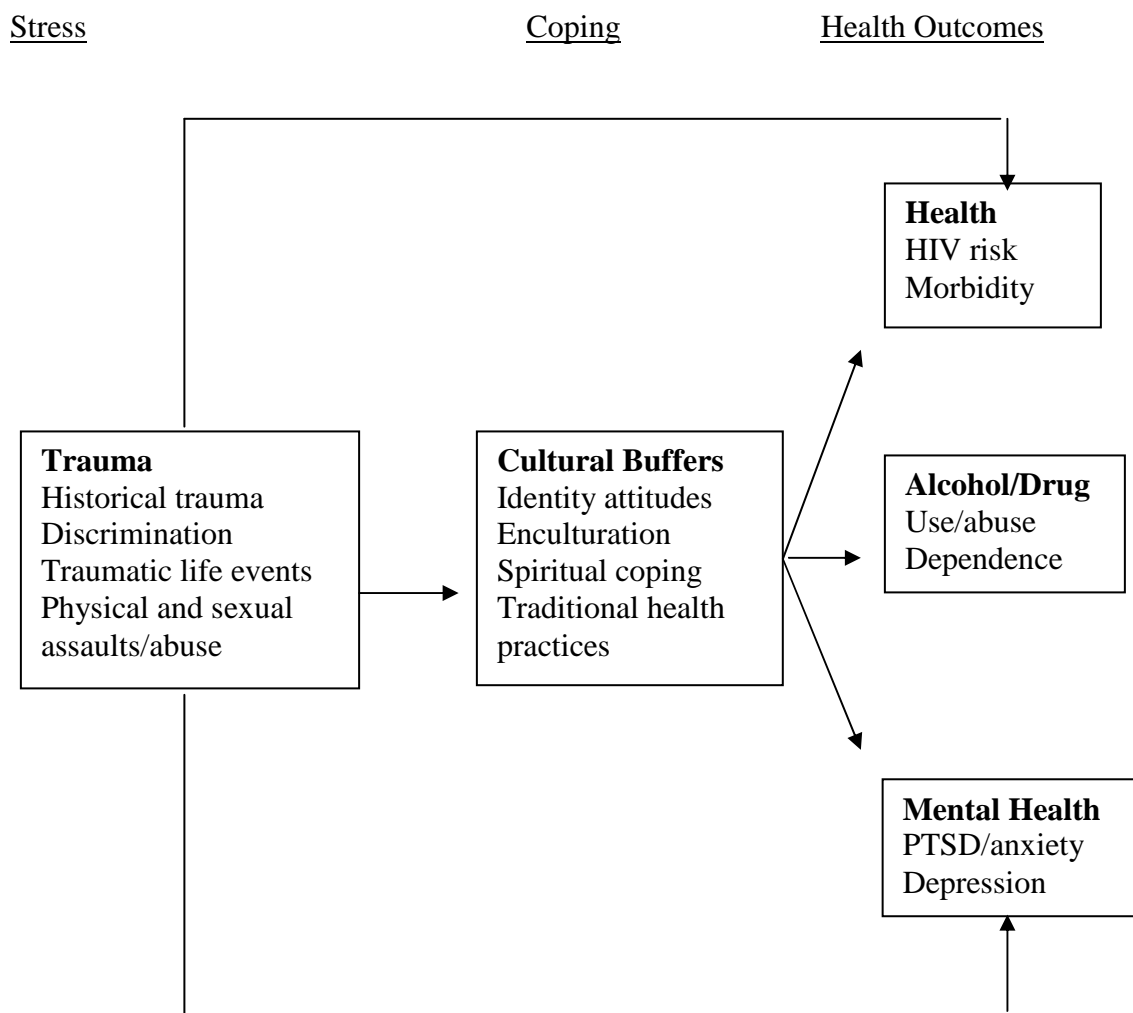 Stress
Coping
Health Outcomes
Health
HIV risk
Morbidity
Trauma
Historical trauma
Discrimination
Traumatic life events
Physical and sexual
assaults/abuse
Cultural Buffers
Identity attitudes
Enculturation
Spiritual coping
Traditional health
practices
Alcohol/Drug
Use/abuse
Dependence
Mental Health
PTSD/anxiety
Depression